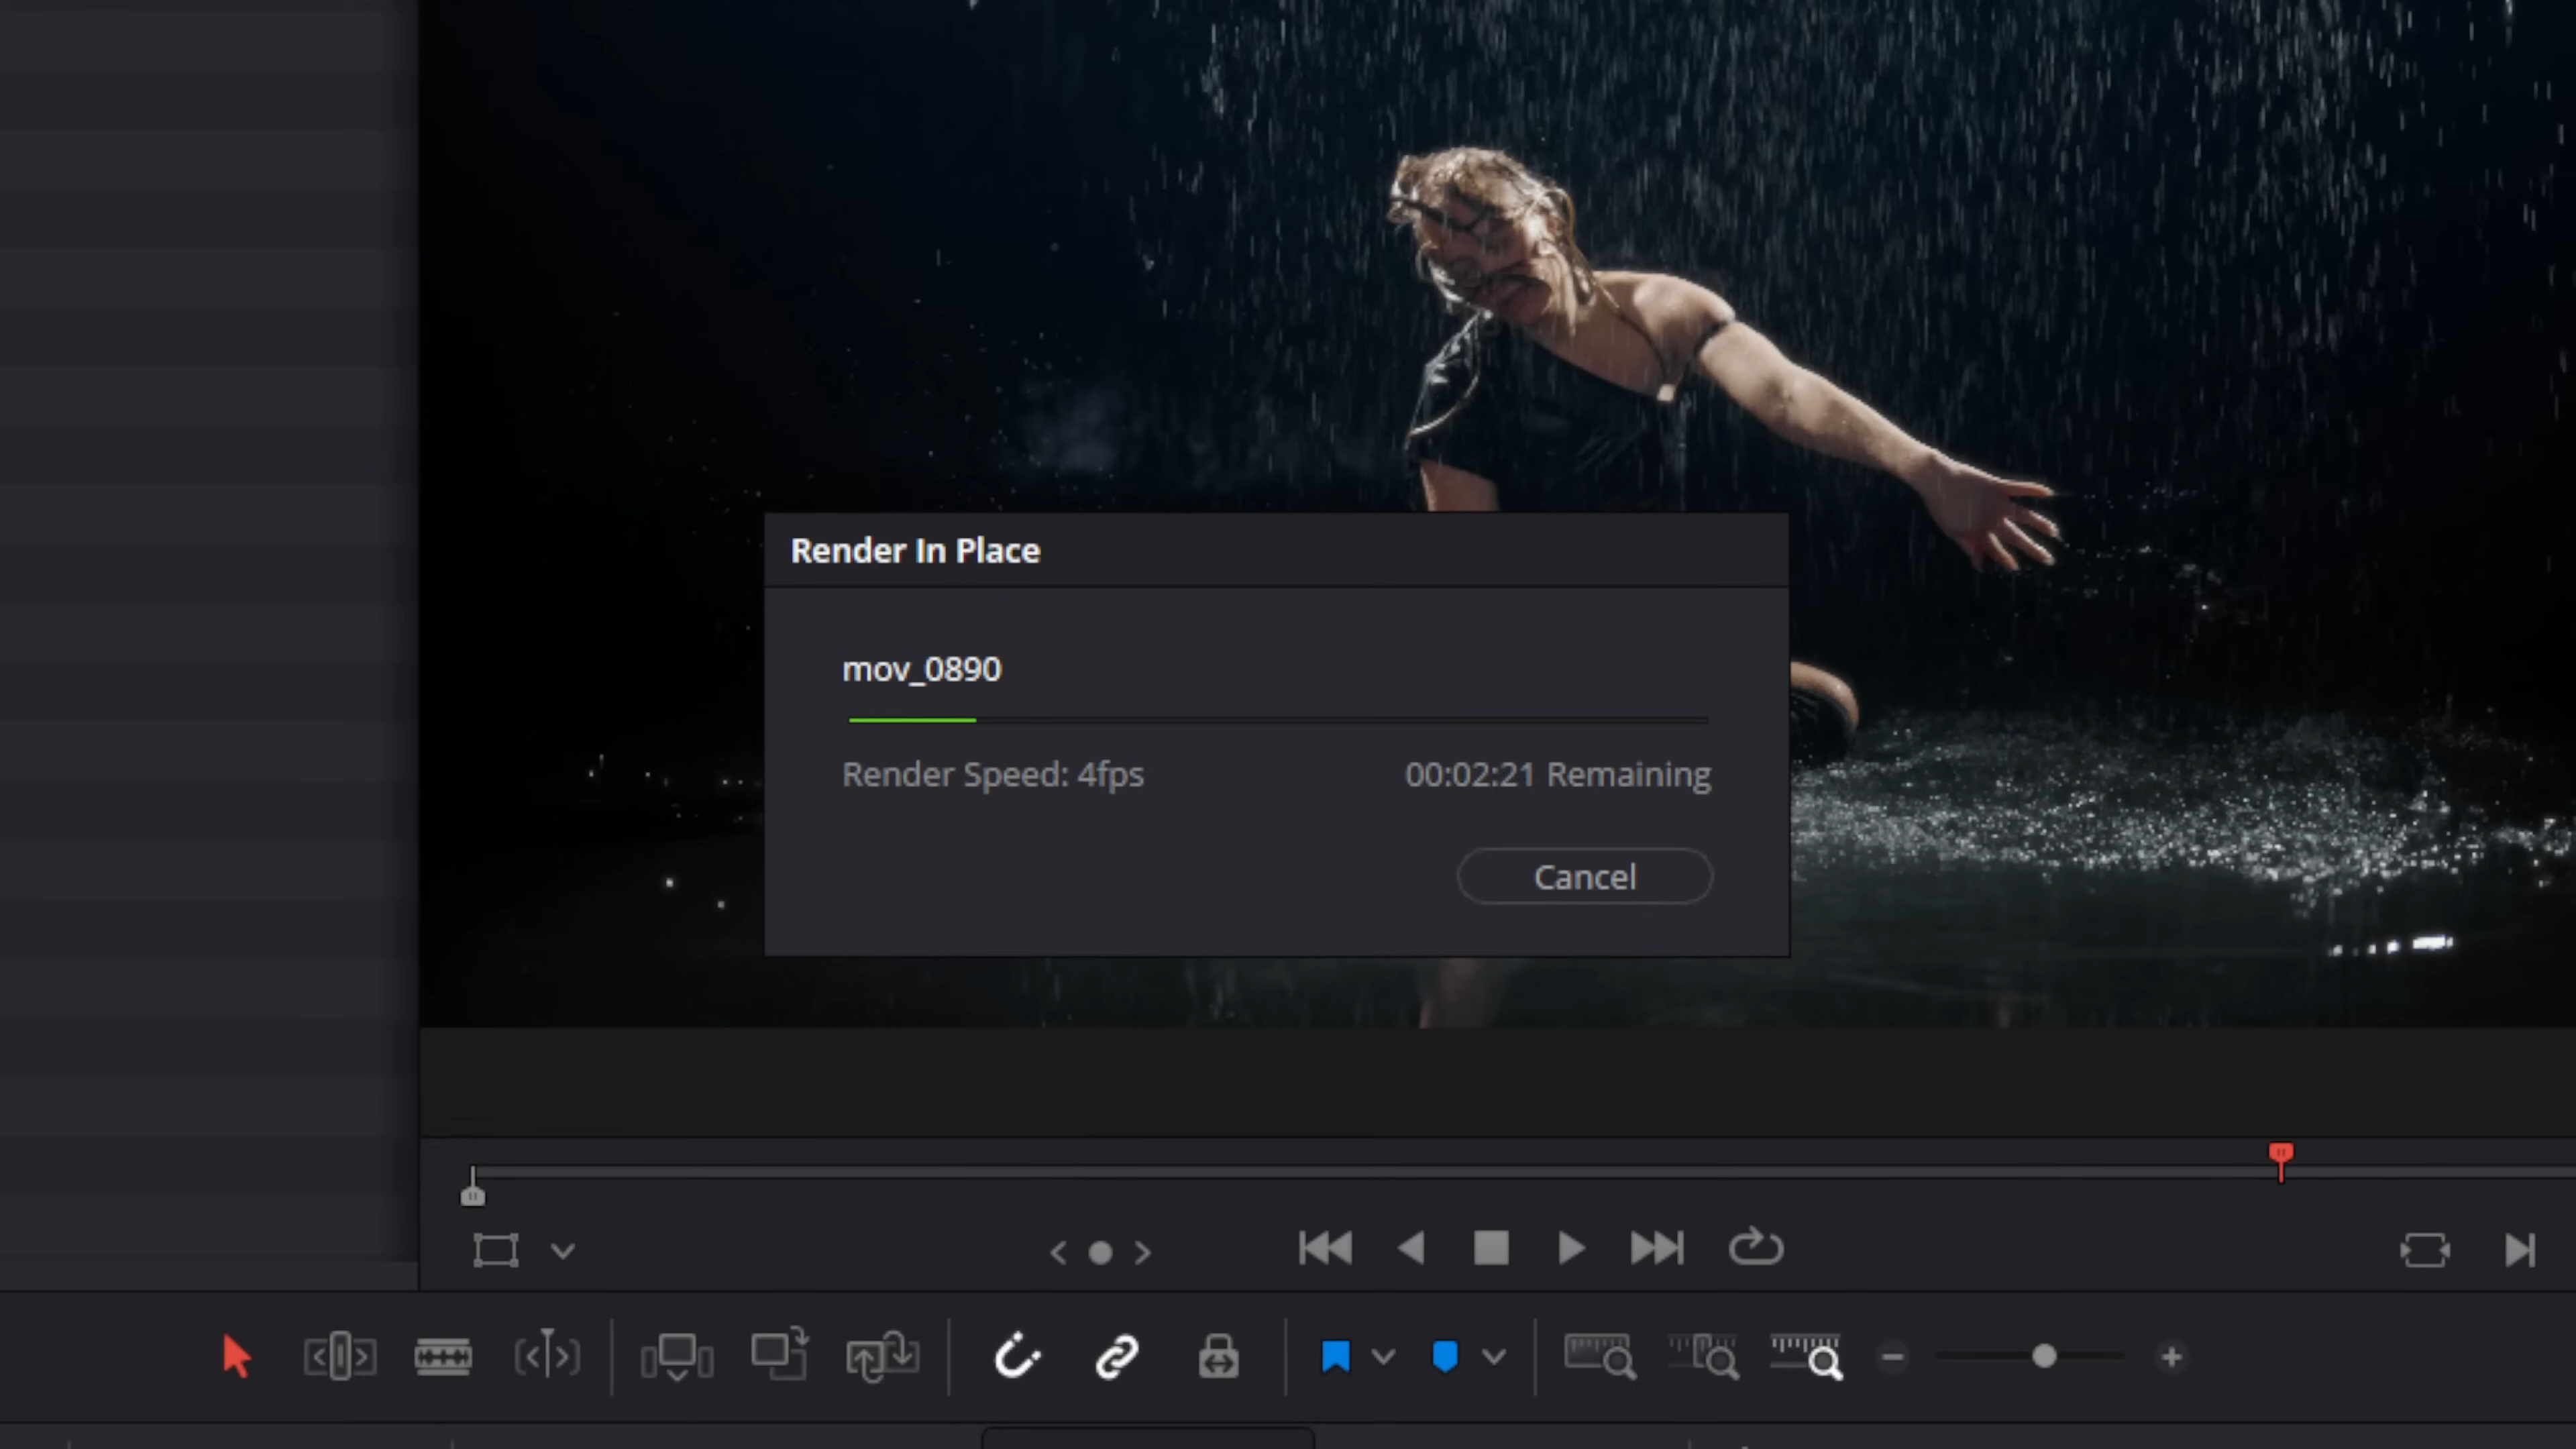 Render In Place
mov_0890
Render Speed: 4fps
00:02:21 Remaining
Cancel